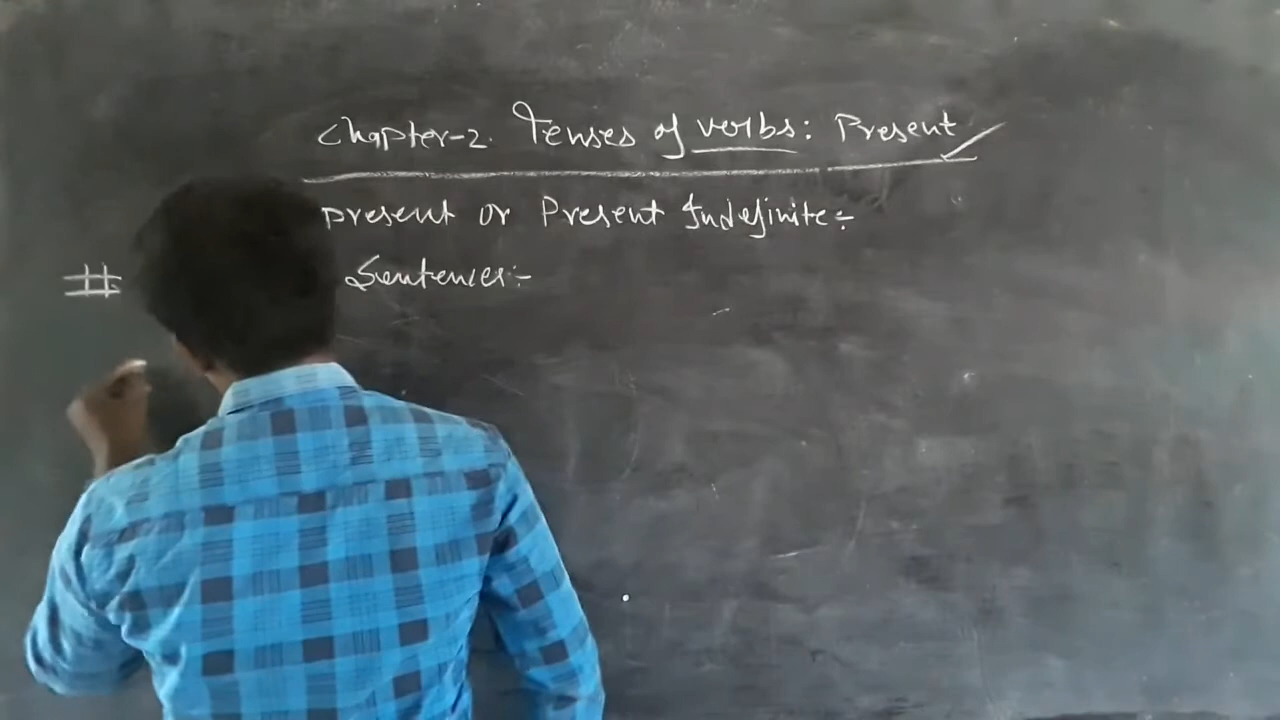 Chapter-2. Tenses of verbs: Present
present or Present Indefinite:-
# Sentences:-